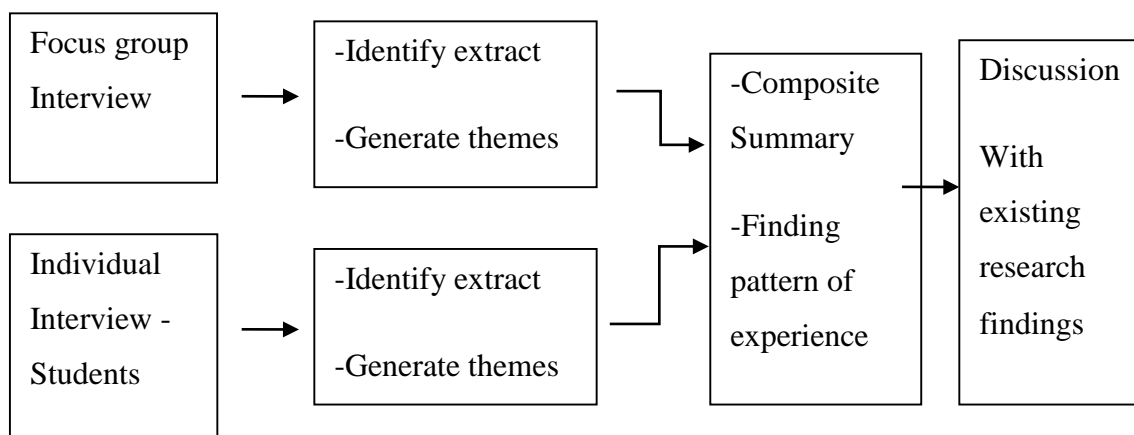 Focus group
Interview
-Identify extract
-Generate themes
Individual
Interview -
Students
-Identify extract
-Generate themes
-Composite
Summary
-Finding
pattern of
experience
Discussion
With
existing
research
findings